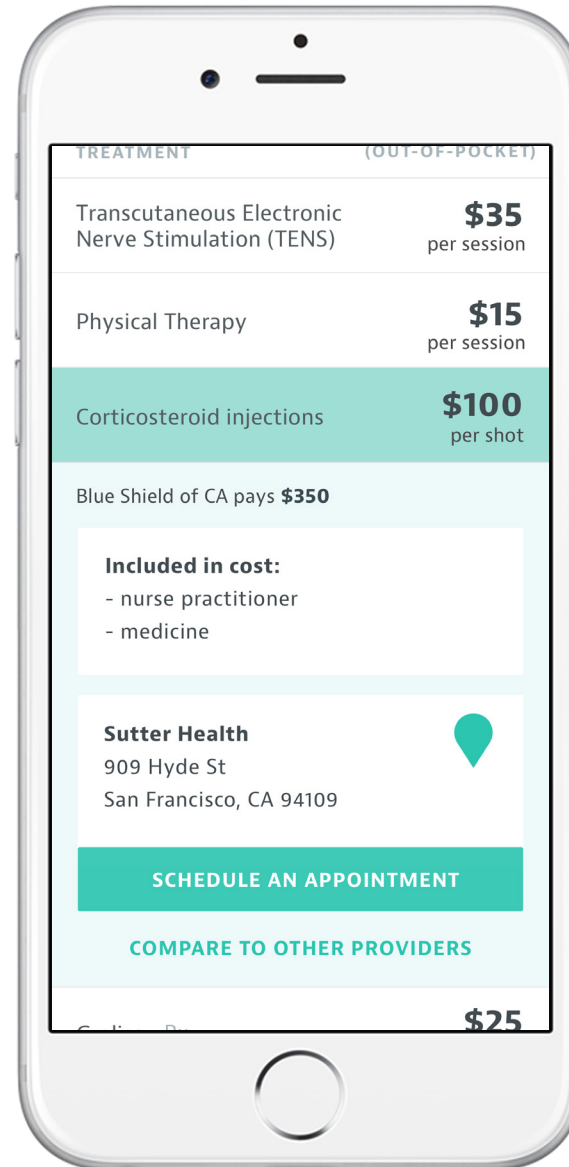 TREATMENT (OUT-OF-POCKET)
Transcutaneous Electronic
Nerve Stimulation (TENS)
$35
per session
Physical Therapy
$15
per session
Corticosteroid injections
$100
per shot
Blue Shield of CA pays $350
Included in cost:
- nurse practitioner
- medicine
Sutter Health
909 Hyde St
San Francisco, CA 94109
SCHEDULE AN APPOINTMENT
COMPARE TO OTHER PROVIDERS
$25